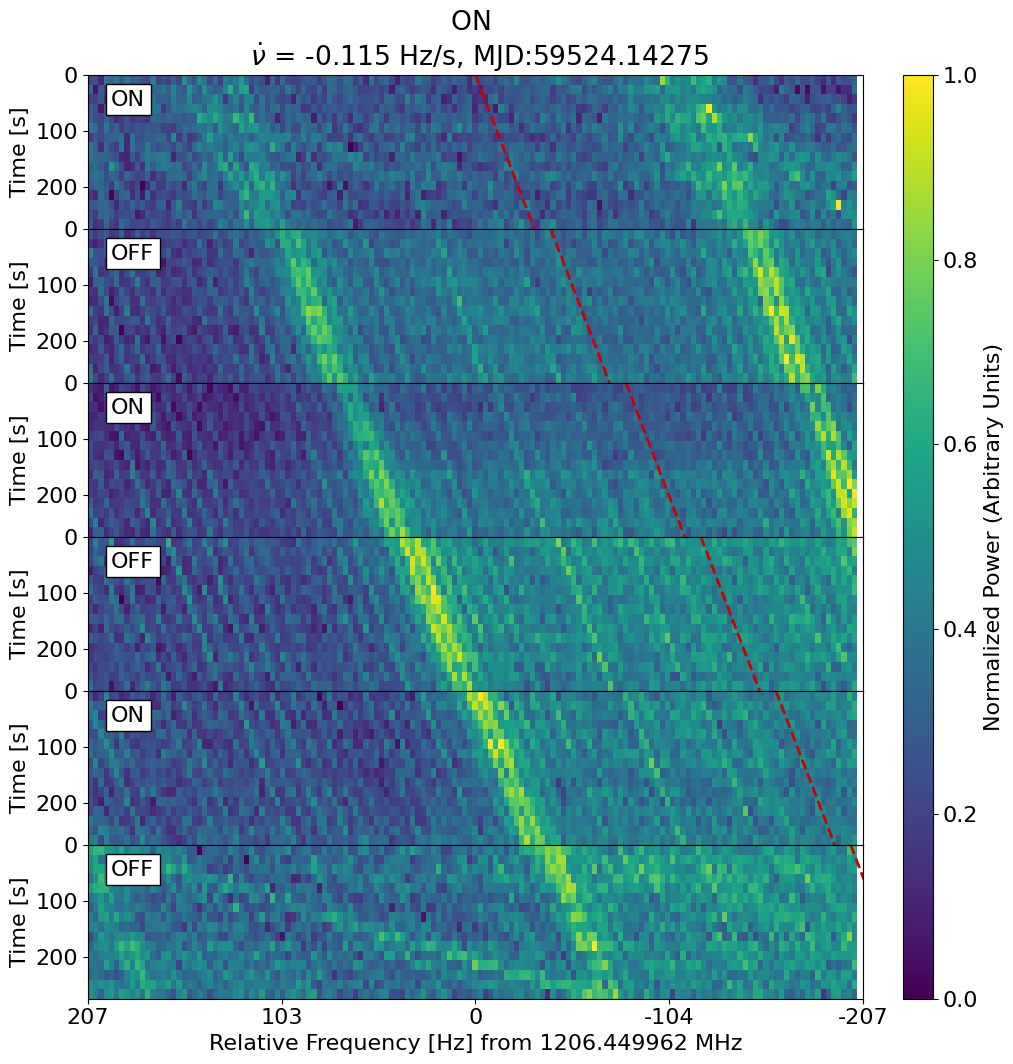 ON
ν̇ = -0.115 Hz/s, MJD:59524.14275
0
ON
100
200
Time [s]
0
OFF
100
200
Time [s]
0
ON
100
200
Time [s]
0
OFF
100
200
Time [s]
0
ON
100
200
Time [s]
0
OFF
100
200
Time [s]
207
103
0
-104
-207
Relative Frequency [Hz] from 1206.449962 MHz
1.0
0.8
0.6
0.4
0.2
0.0
Normalized Power (Arbitrary Units)